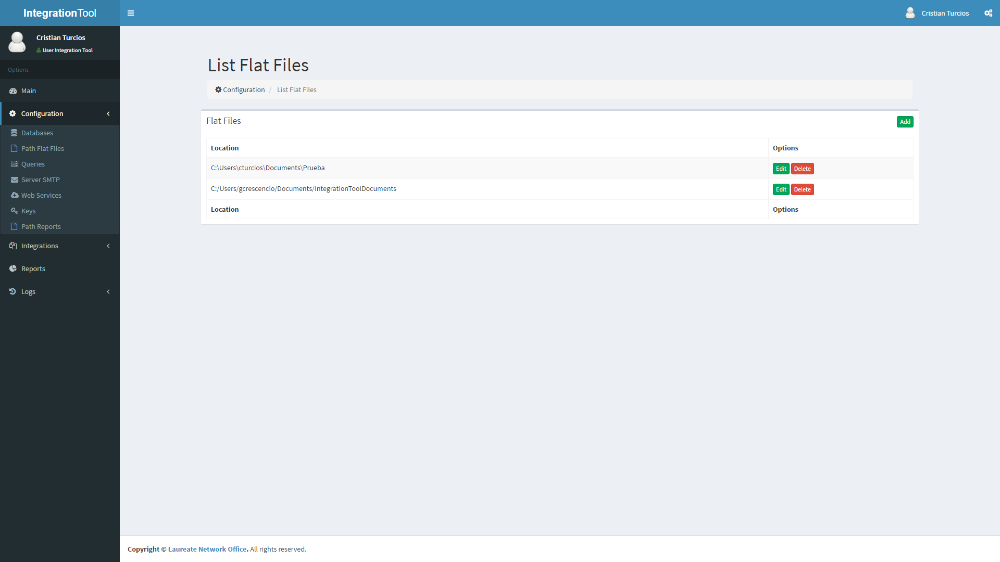 IntegrationTool
Cristian Turcios
Cristian Turcios
User Integration Tool
Options
Main
Configuration
Databases
Path Flat Files
Queries
Server SMTP
Web Services
Keys
Path Reports
Integrations
Reports
Logs
List Flat Files
Configuration / List Flat Files
Flat Files Add
Location Options
C:\Users\cturcios\Documents\Prueba Edit Delete
C:/Users/gcrescencio/Documents/IntegrationToolDocuments Edit Delete
Location Options
Copyright © Laureate Network Office. All rights reserved.